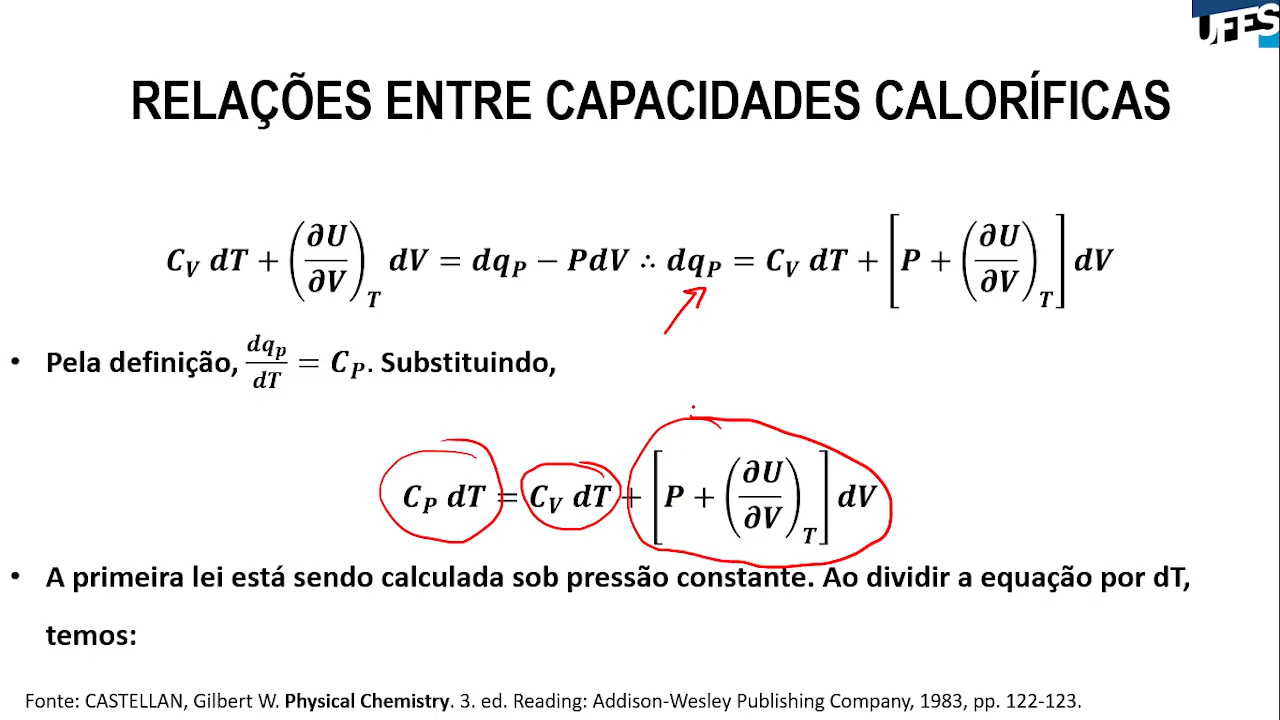 UFES
RELAÇÕES ENTRE CAPACIDADES CALORÍFICAS
C_V dT + (∂U/∂V)_T dV = dq_P − PdV ∴ dq_P = C_V dT + [P + (∂U/∂V)_T] dV
• Pela definição, dq_p/dT = C_P. Substituindo,
C_P dT = C_V dT + [P + (∂U/∂V)_T] dV
• A primeira lei está sendo calculada sob pressão constante. Ao dividir a equação por dT,
temos:
Fonte: CASTELLAN, Gilbert W. Physical Chemistry. 3. ed. Reading: Addison-Wesley Publishing Company, 1983, pp. 122-123.